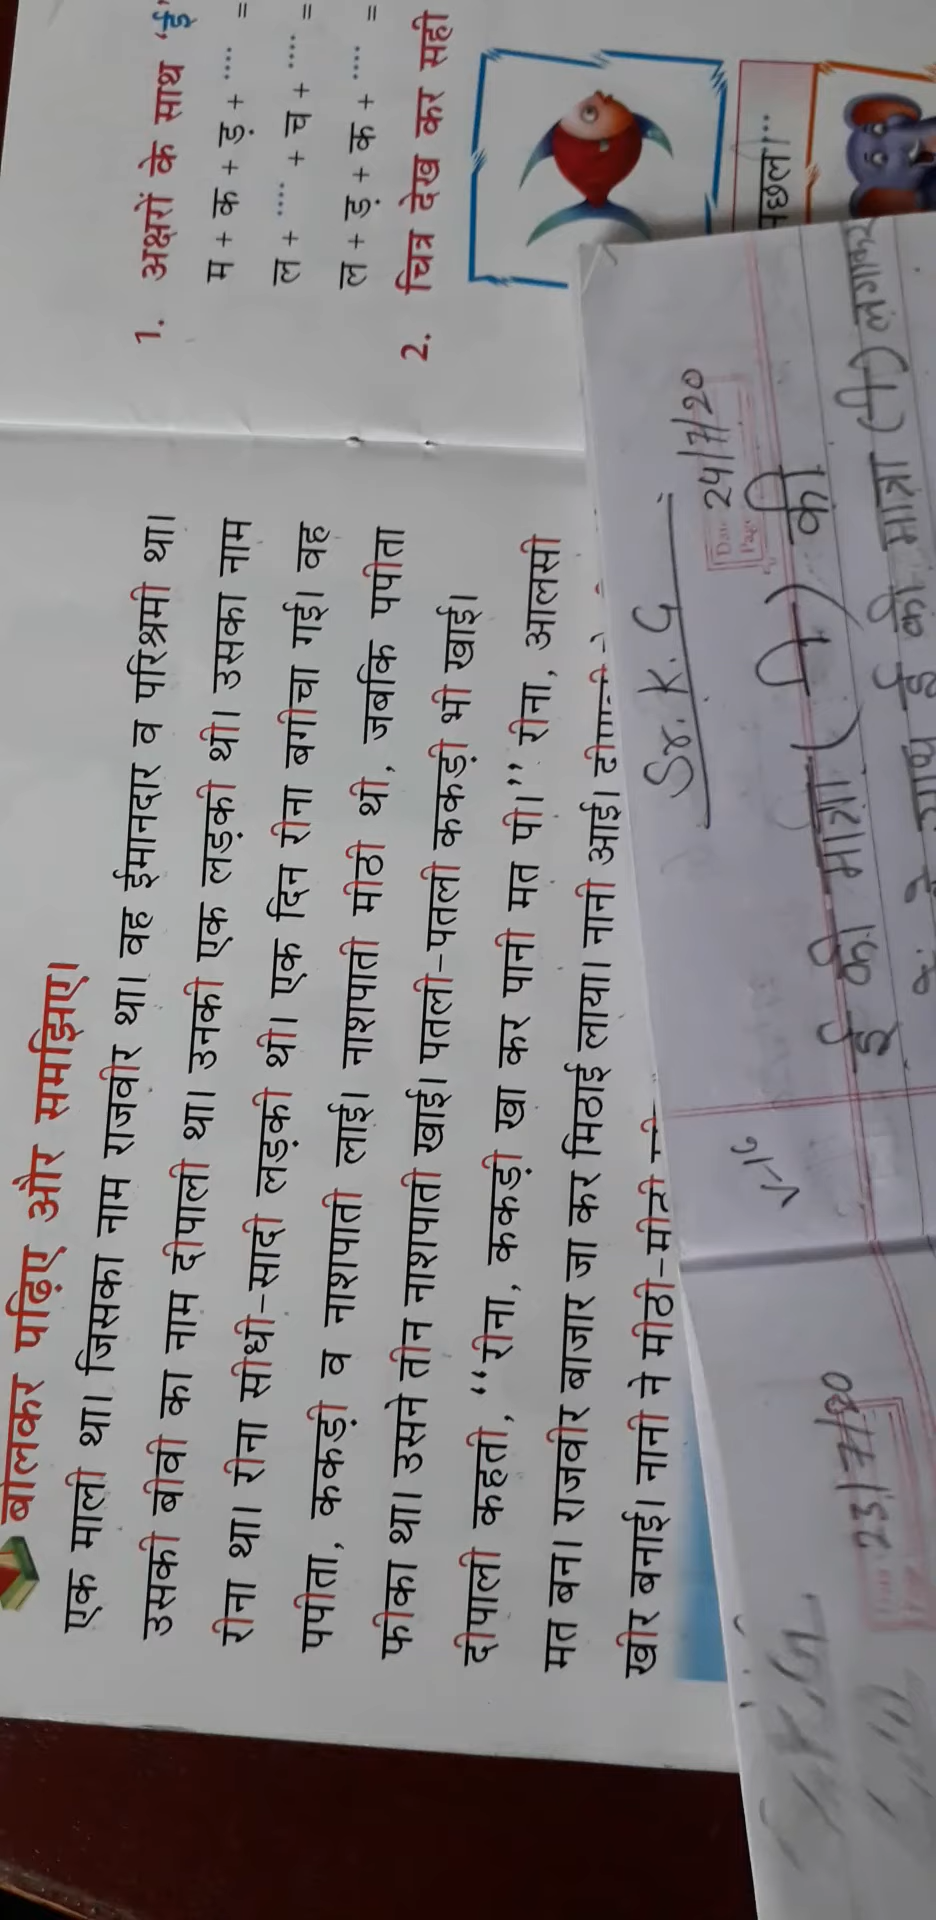 बोलकर पढ़िए और समझिए।
एक माली था। जिसका नाम राजवीर था। वह ईमानदार व परिश्रमी था।
उसकी बीवी का नाम दीपाली था। उनकी एक लड़की थी। उसका नाम
रीना था। रीना सीधी-सादी लड़की थी। एक दिन रीना बगीचा गई। वह
पपीता, ककड़ी व नाशपाती लाई। नाशपाती मीठी थी, जबकि पपीता
फीका था। उसने तीन नाशपाती खाई। पतली-पतली ककड़ी भी खाई।
दीपाली कहती, “रीना, ककड़ी खा कर पानी मत पी।” रीना, आलसी
मत बन। राजवीर बाजार जा कर मिठाई लाया। नानी आई।
खीर बनाई। नानी ने मीठी-मीठी
1. अक्षरों के साथ 'ई'
म + क + ड़ + .... =
ल + .... + च + .... =
ल + ड़ + क + .... =
2. चित्र देख कर सही
मछल....
Sr. K. G
24/7/20
ई की मात्रा ( ी ) की
ई की मात्रा (ी) लगाकर
23/7/20